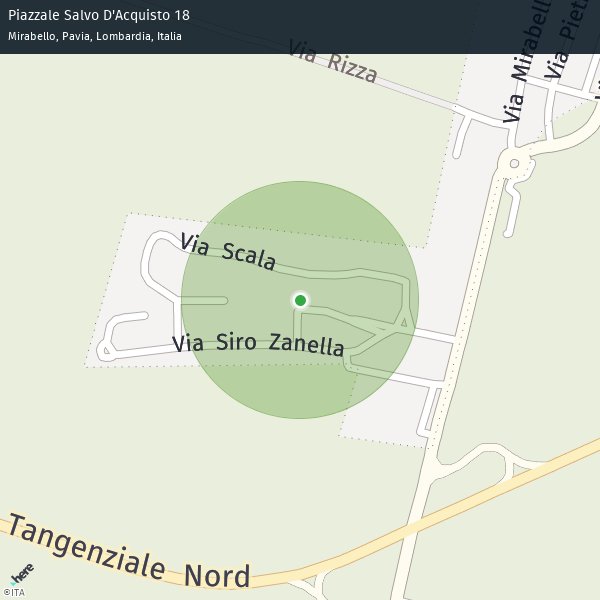 Piazzale Salvo D'Acquisto 18
Mirabello, Pavia, Lombardia, Italia
Via Rizza
Via Mirabell
Via Piet
Via Scala
Via Siro Zanella
Tangenziale Nord
here
©ITA